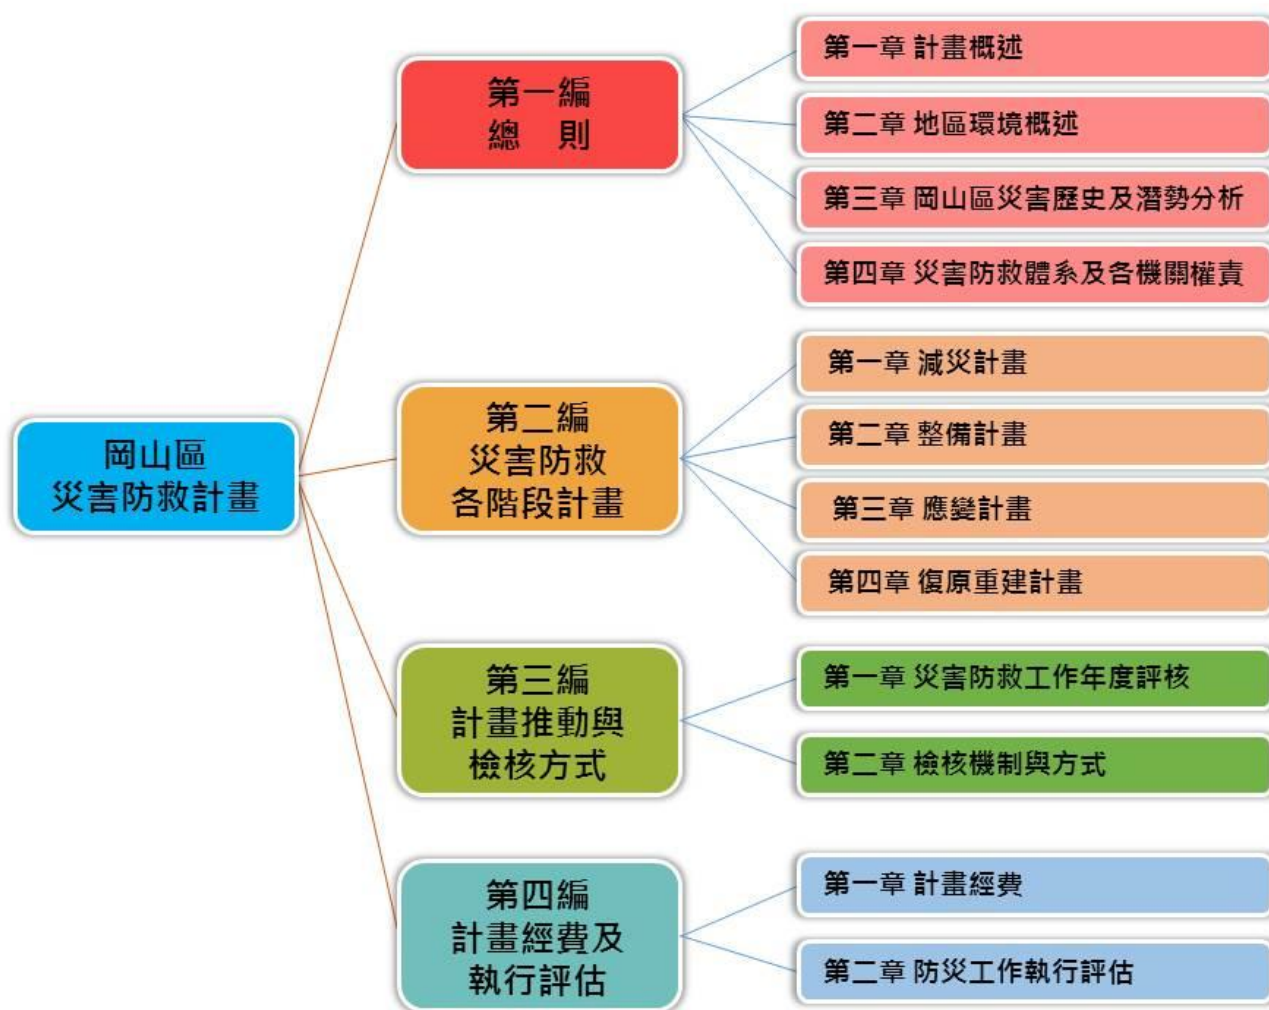 岡山區
災害防救計畫
第一編
總　則
第一章 計畫概述
第二章 地區環境概述
第三章 岡山區災害歷史及潛勢分析
第四章 災害防救體系及各機關權責
第二編
災害防救
各階段計畫
第一章 減災計畫
第二章 整備計畫
第三章 應變計畫
第四章 復原重建計畫
第三編
計畫推動與
檢核方式
第一章 災害防救工作年度評核
第二章 檢核機制與方式
第四編
計畫經費及
執行評估
第一章 計畫經費
第二章 防災工作執行評估